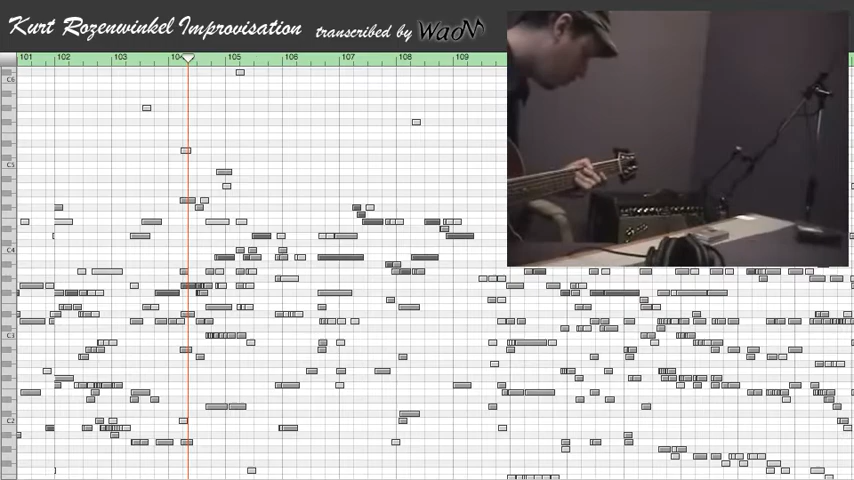 Kurt Rozenwinkel Improvisation transcribed by WaoN
101 102 103 104 105 106 107 108 109
C6
C5
C4
C3
C2